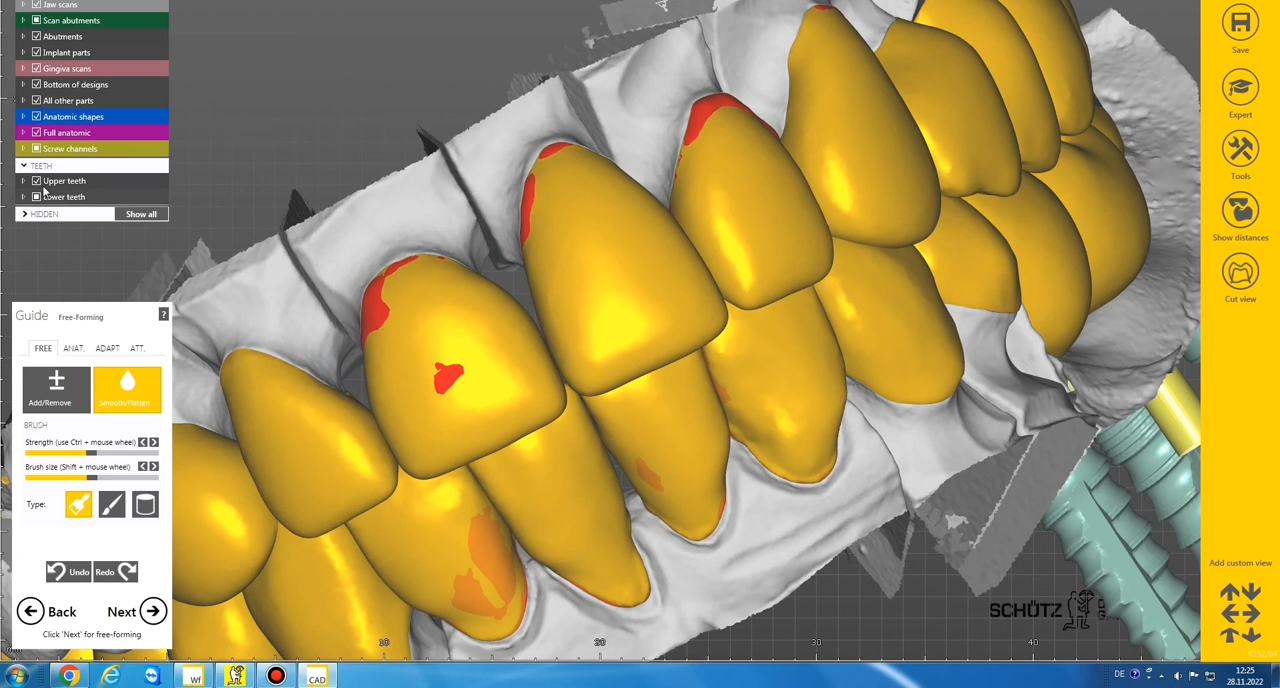 Jaw scans
Scan abutments
Abutments
Implant parts
Gingiva scans
Bottom of designs
All other parts
Anatomic shapes
Full anatomic
Screw channels
TEETH
Upper teeth
Lower teeth
HIDDEN
Show all
Guide Free-Forming ?
FREE ANAT. ADAPT ATT.
Add/Remove
Smooth/Flatten
BRUSH
Strength (use Ctrl + mouse wheel)
Brush size (Shift + mouse wheel)
Type:
Undo
Redo
Back
Next
Click 'Next' for free-forming
Save
Expert
Tools
Show distances
Cut view
Add custom view
SCHÜTZ
10
20
30
40
Wf
CAD
DE
12:25
28.11.2022